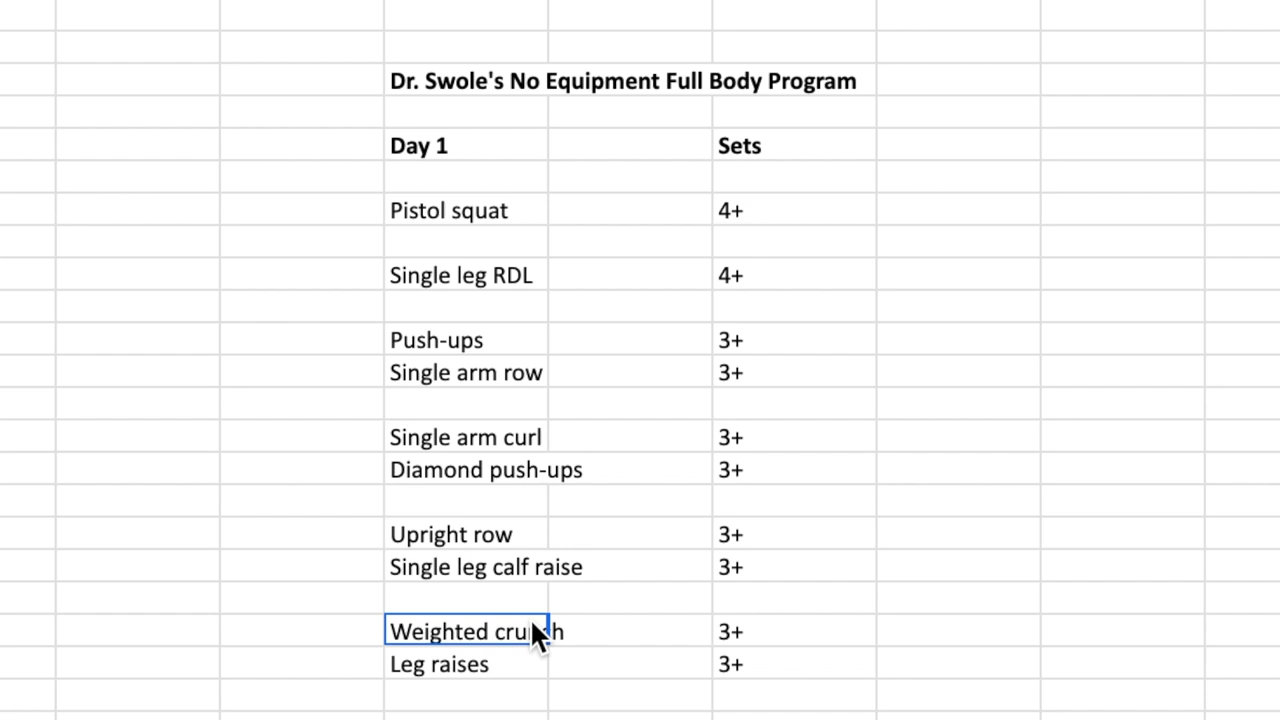 Dr. Swole's No Equipment Full Body Program
Day 1 Sets
Pistol squat 4+
Single leg RDL 4+
Push-ups 3+
Single arm row 3+
Single arm curl 3+
Diamond push-ups 3+
Upright row 3+
Single leg calf raise 3+
Weighted crunch 3+
Leg raises 3+